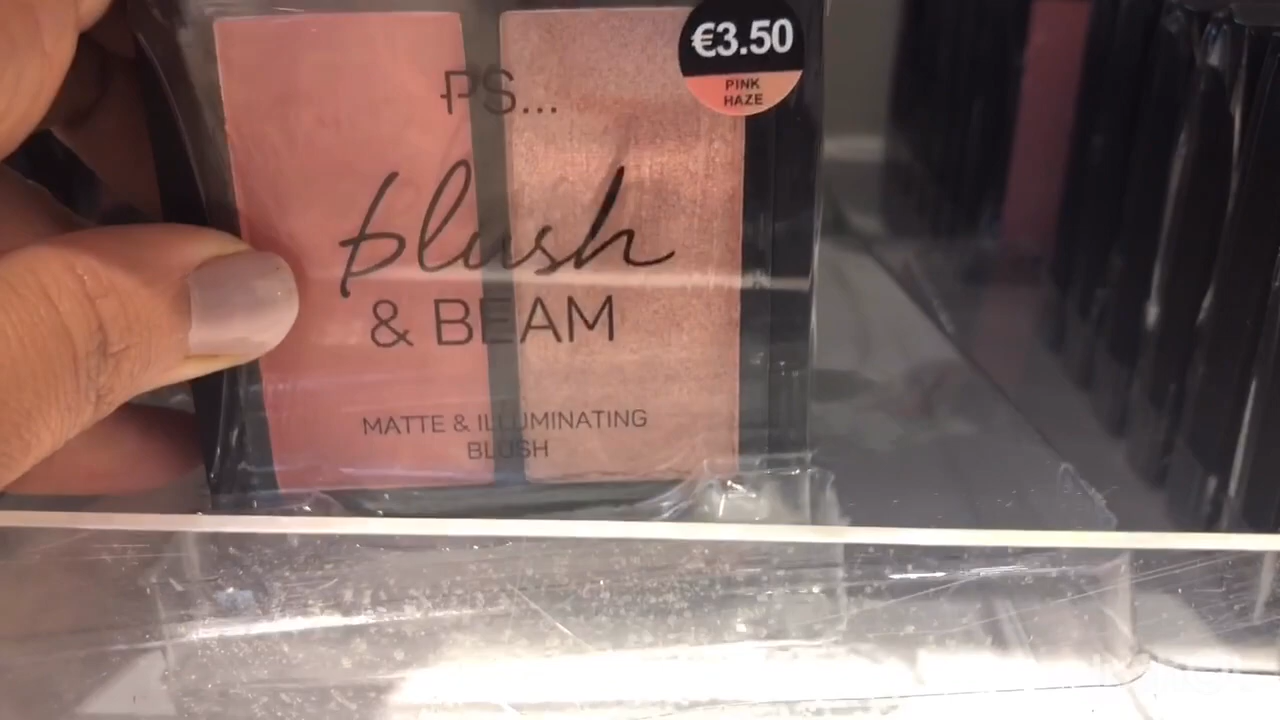 €3.50
PINK
HAZE
PS...
blush
& BEAM
MATTE & ILLUMINATING
BLUSH